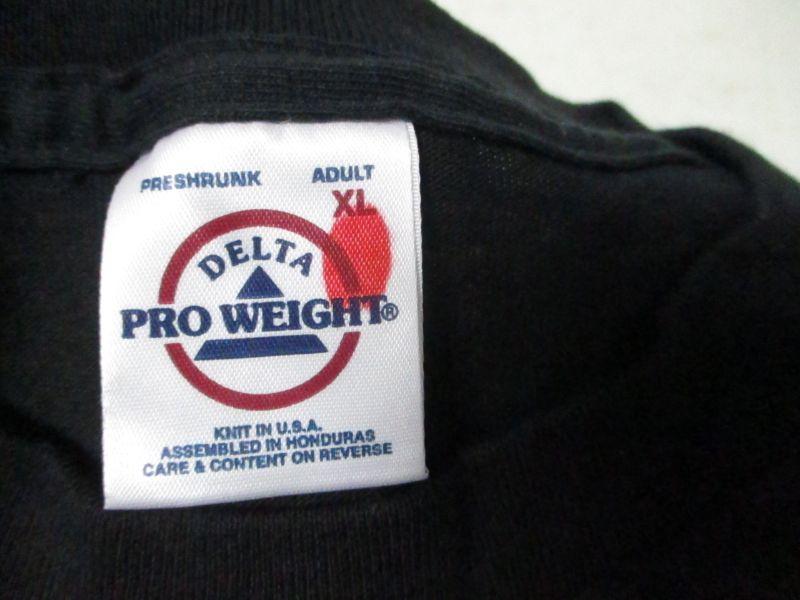 PRESHRUNK ADULT
XL
DELTA
PRO WEIGHT®
KNIT IN U.S.A.
ASSEMBLED IN HONDURAS
CARE & CONTENT ON REVERSE